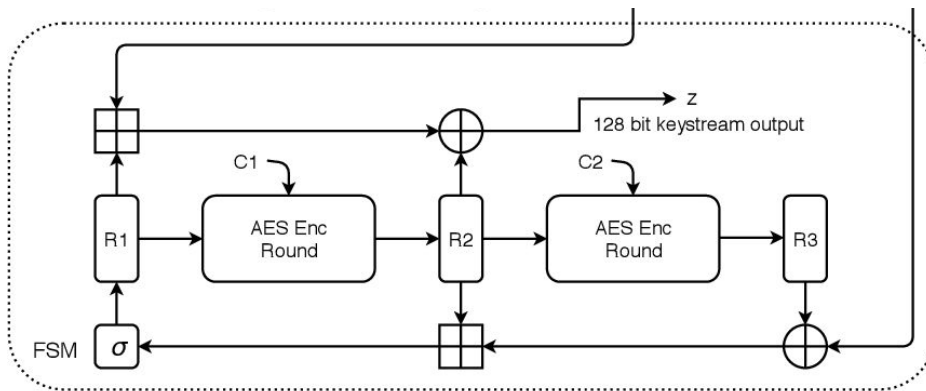 z
128 bit keystream output
C1
C2
R1
AES Enc
Round
R2
AES Enc
Round
R3
FSM
σ